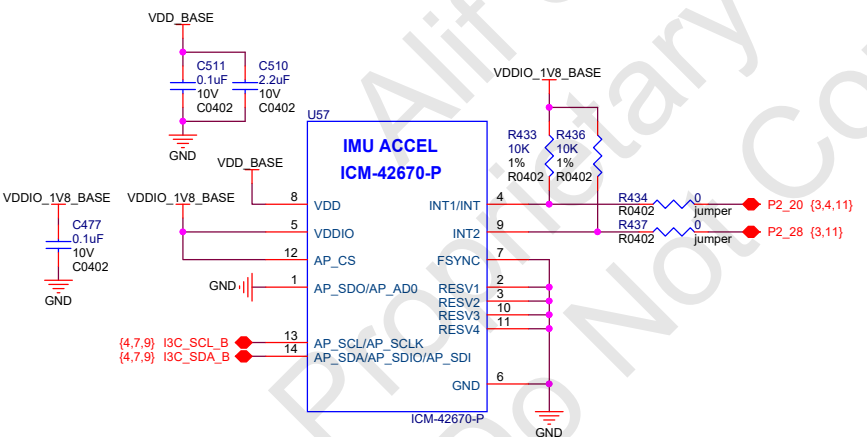 VDD_BASE
C511
0.1uF
10V
C0402
C510
2.2uF
10V
C0402
GND
U57
IMU ACCEL
ICM-42670-P
VDDIO_1V8_BASE
R433
10K
1%
R0402
R436
10K
1%
R0402
VDD_BASE
VDDIO_1V8_BASE
VDDIO_1V8_BASE
C477
0.1uF
10V
C0402
GND
8 VDD
5 VDDIO
12 AP_CS
GND 1 AP_SDO/AP_AD0
{4,7,9} I3C_SCL_B 13 AP_SCL/AP_SCLK
{4,7,9} I3C_SDA_B 14 AP_SDA/AP_SDIO/AP_SDI
INT1/INT 4 R434 R0402 0 jumper P2_20 {3,4,11}
INT2 9 R437 R0402 0 jumper P2_28 {3,11}
FSYNC 7
RESV1 2
RESV2 3
RESV3 10
RESV4 11
GND 6
ICM-42670-P
GND
Alif
Proprietary
Do Not